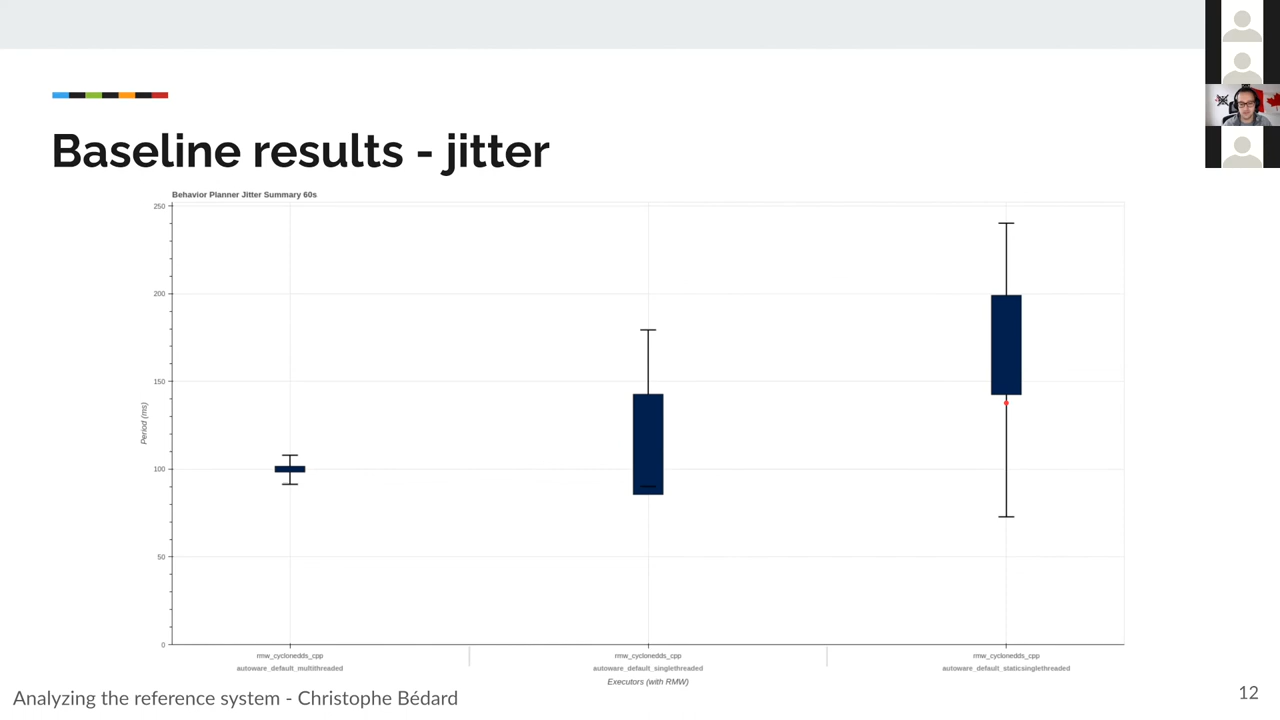 Baseline results - jitter
Behavior Planner Jitter Summary 60s
250
200
150
100
50
0
Period (ms)
rmw_cyclonedds_cpp
rmw_cyclonedds_cpp
rmw_cyclonedds_cpp
autoware_default_multithreaded
autoware_default_singlethreaded
autoware_default_staticsinglethreaded
Executors (with RMW)
Analyzing the reference system - Christophe Bédard
12